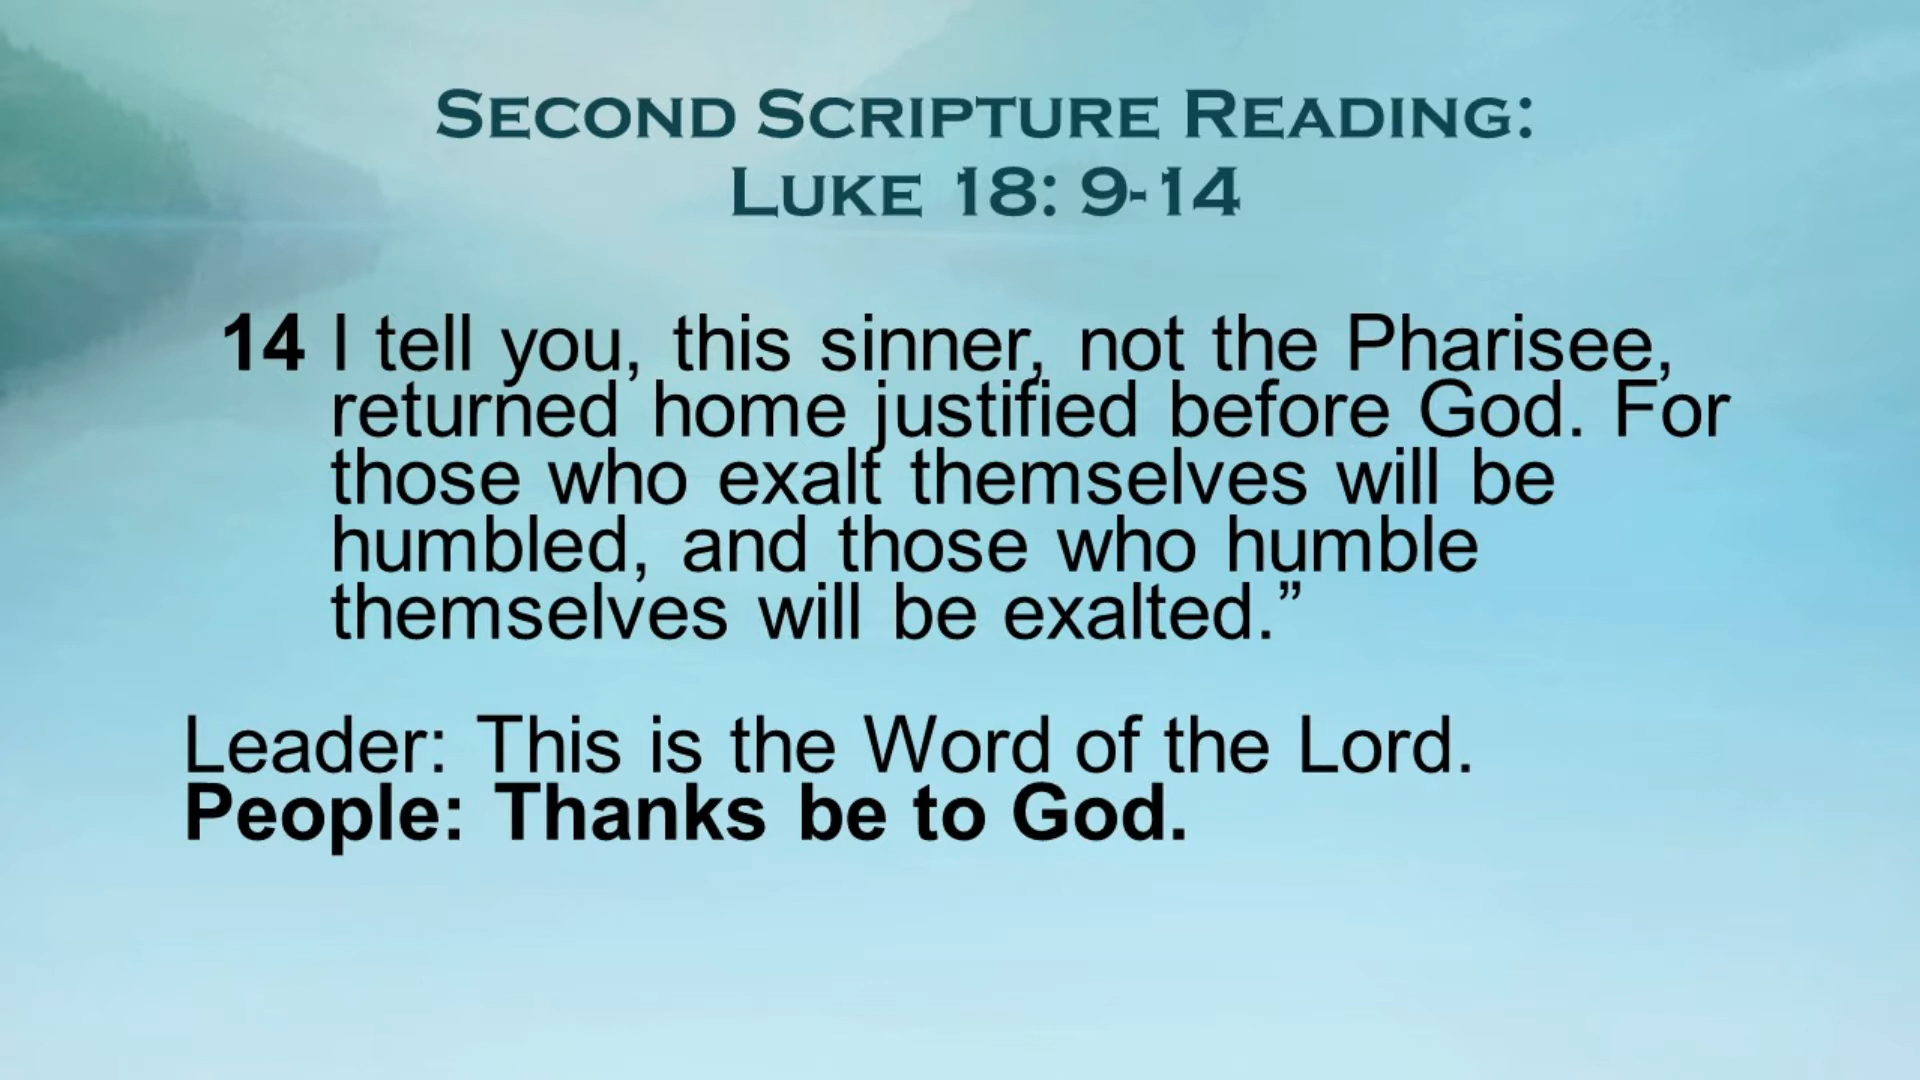 Second Scripture Reading:
Luke 18: 9-14
14 I tell you, this sinner, not the Pharisee,
returned home justified before God. For
those who exalt themselves will be
humbled, and those who humble
themselves will be exalted.”
Leader: This is the Word of the Lord.
People: Thanks be to God.